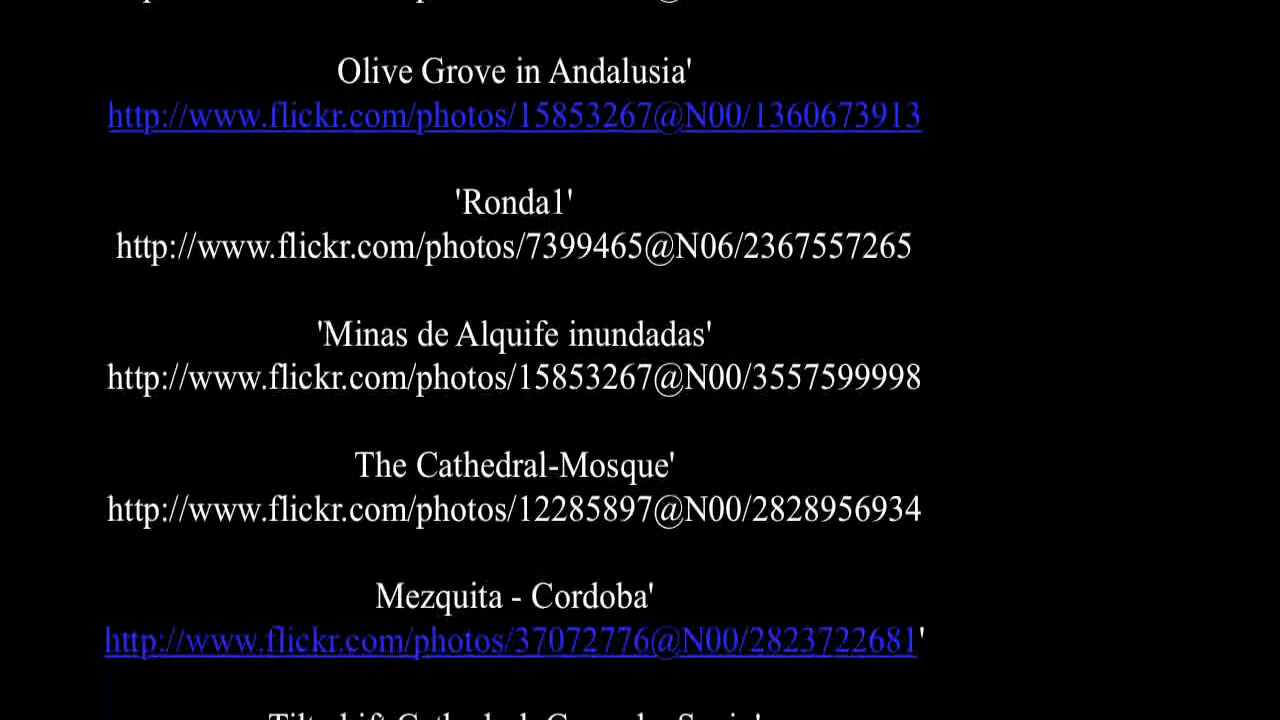 Olive Grove in Andalusia'
http://www.flickr.com/photos/15853267@N00/1360673913
'Ronda1'
http://www.flickr.com/photos/7399465@N06/2367557265
'Minas de Alquife inundadas'
http://www.flickr.com/photos/15853267@N00/3557599998
The Cathedral-Mosque'
http://www.flickr.com/photos/12285897@N00/2828956934
Mezquita - Cordoba'
http://www.flickr.com/photos/37072776@N00/2823722681'